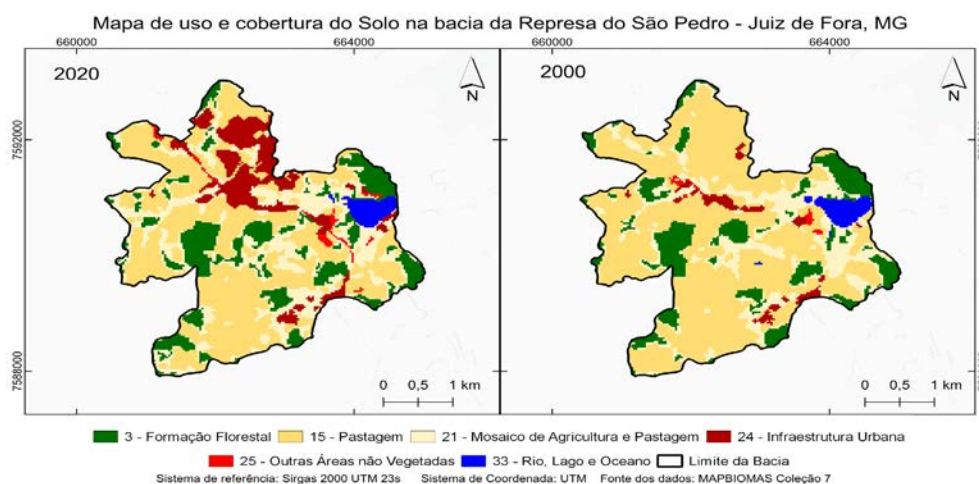 Mapa de uso e cobertura do Solo na bacia da Represa do São Pedro - Juiz de Fora, MG
660000 664000 660000 664000
2020 N 2000 N
7592000
7588000
0 0,5 1 km 0 0,5 1 km
3 - Formação Florestal 15 - Pastagem 21 - Mosaico de Agricultura e Pastagem 24 - Infraestrutura Urbana
25 - Outras Áreas não Vegetadas 33 - Rio, Lago e Oceano Limite da Bacia
Sistema de referência: Sirgas 2000 UTM 23s Sistema de Coordenada: UTM Fonte dos dados: MAPBIOMAS Coleção 7